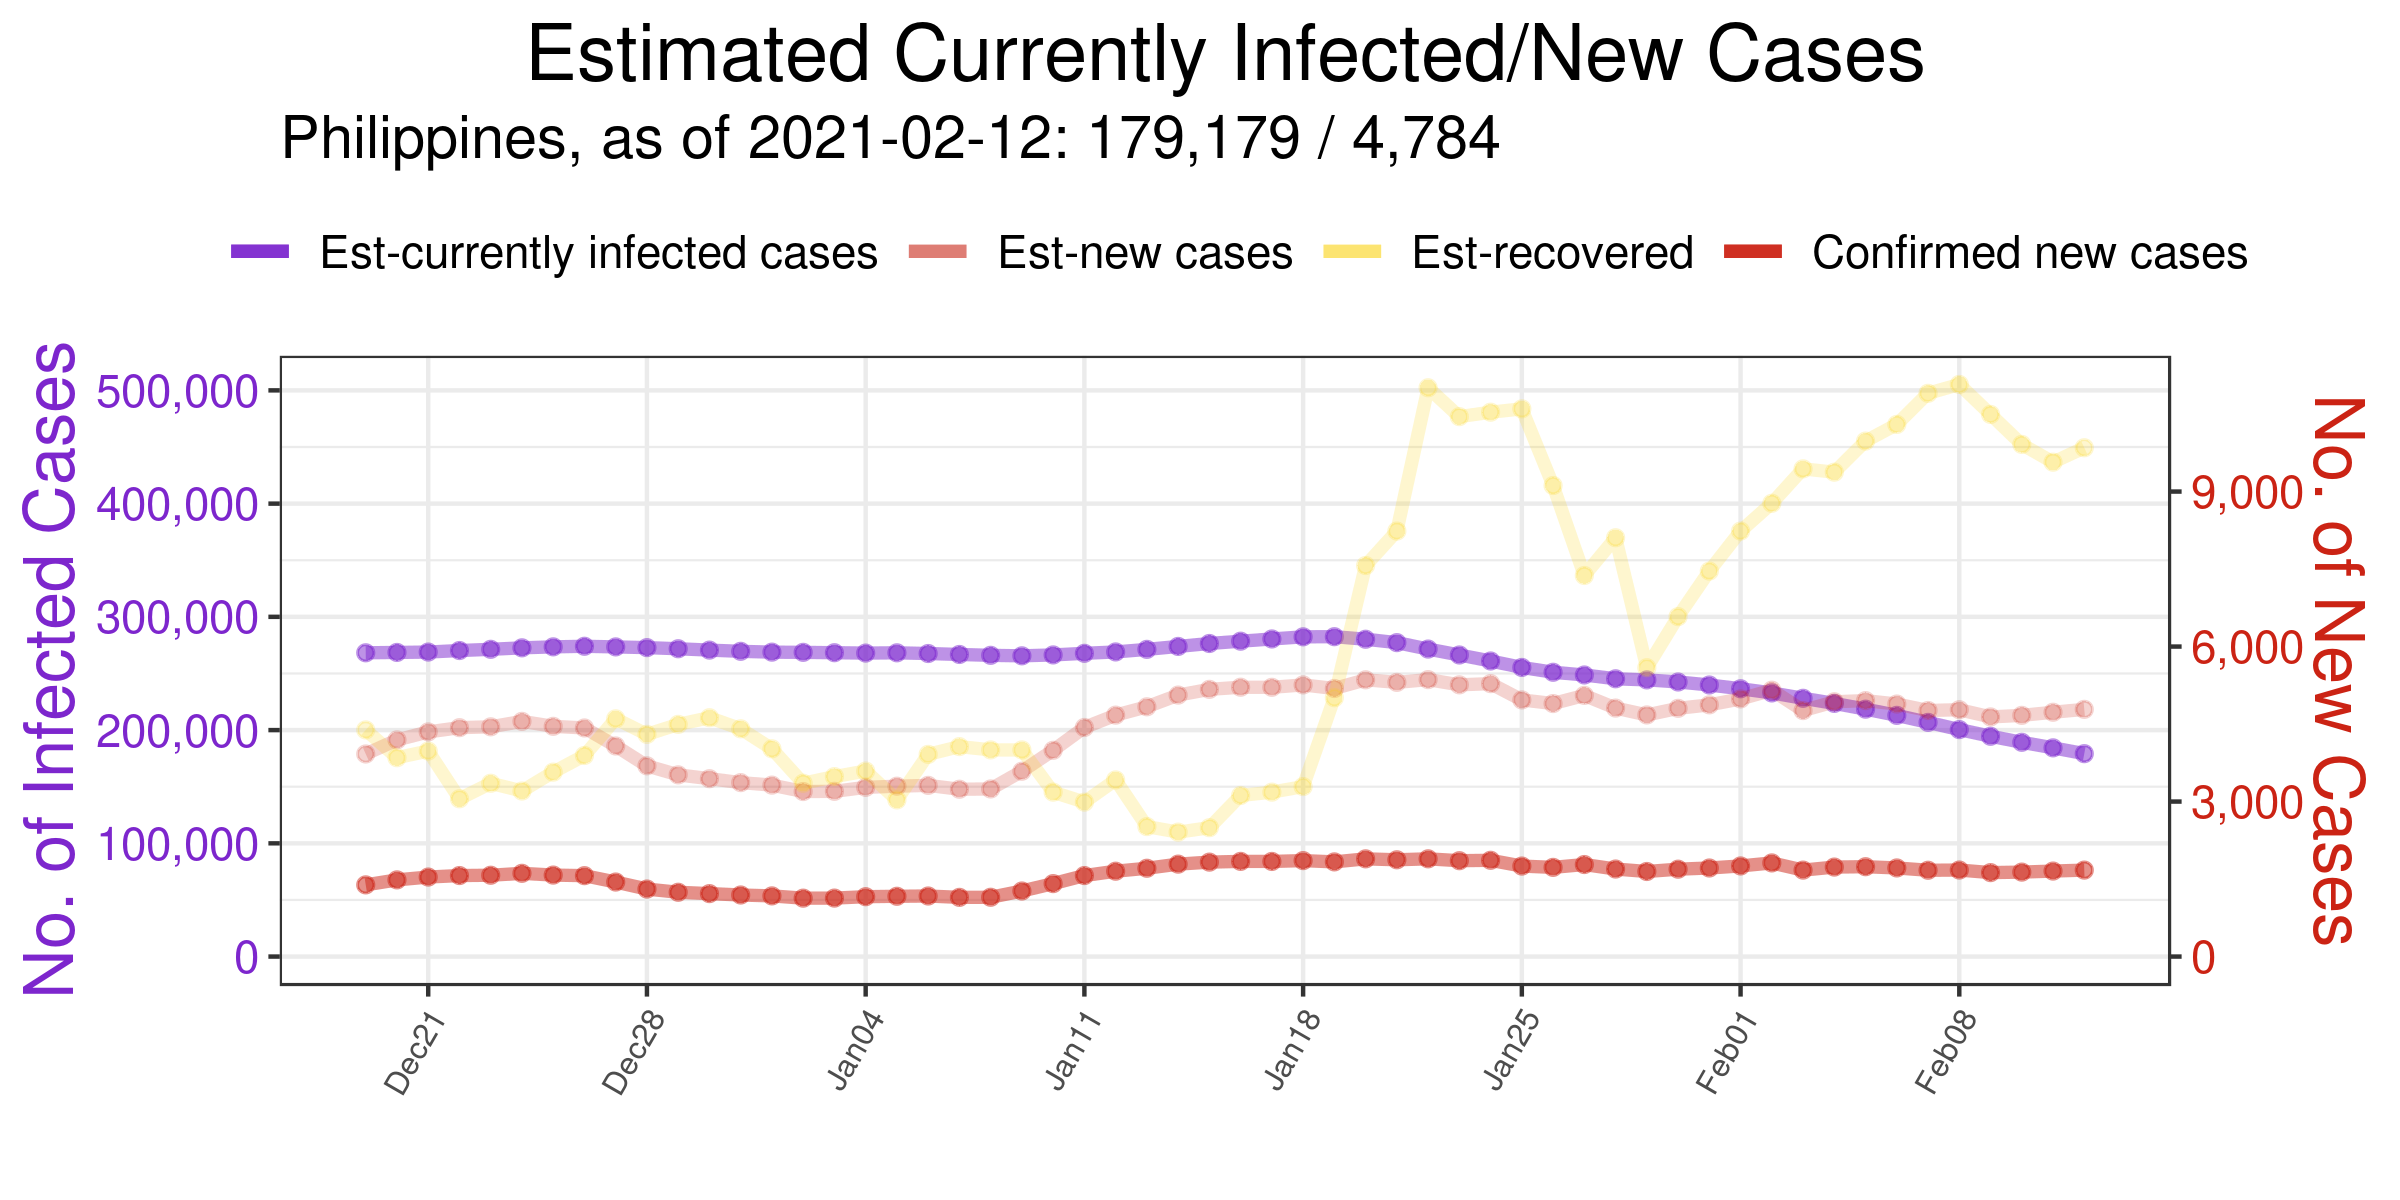 Estimated Currently Infected/New Cases
Philippines, as of 2021-02-12: 179,179 / 4,784
Est-currently infected cases Est-new cases Est-recovered Confirmed new cases
No. of Infected Cases
500,000
400,000
300,000
200,000
100,000
0
9,000
6,000
3,000
0
No. of New Cases
Dec21 Dec28 Jan04 Jan11 Jan18 Jan25 Feb01 Feb08